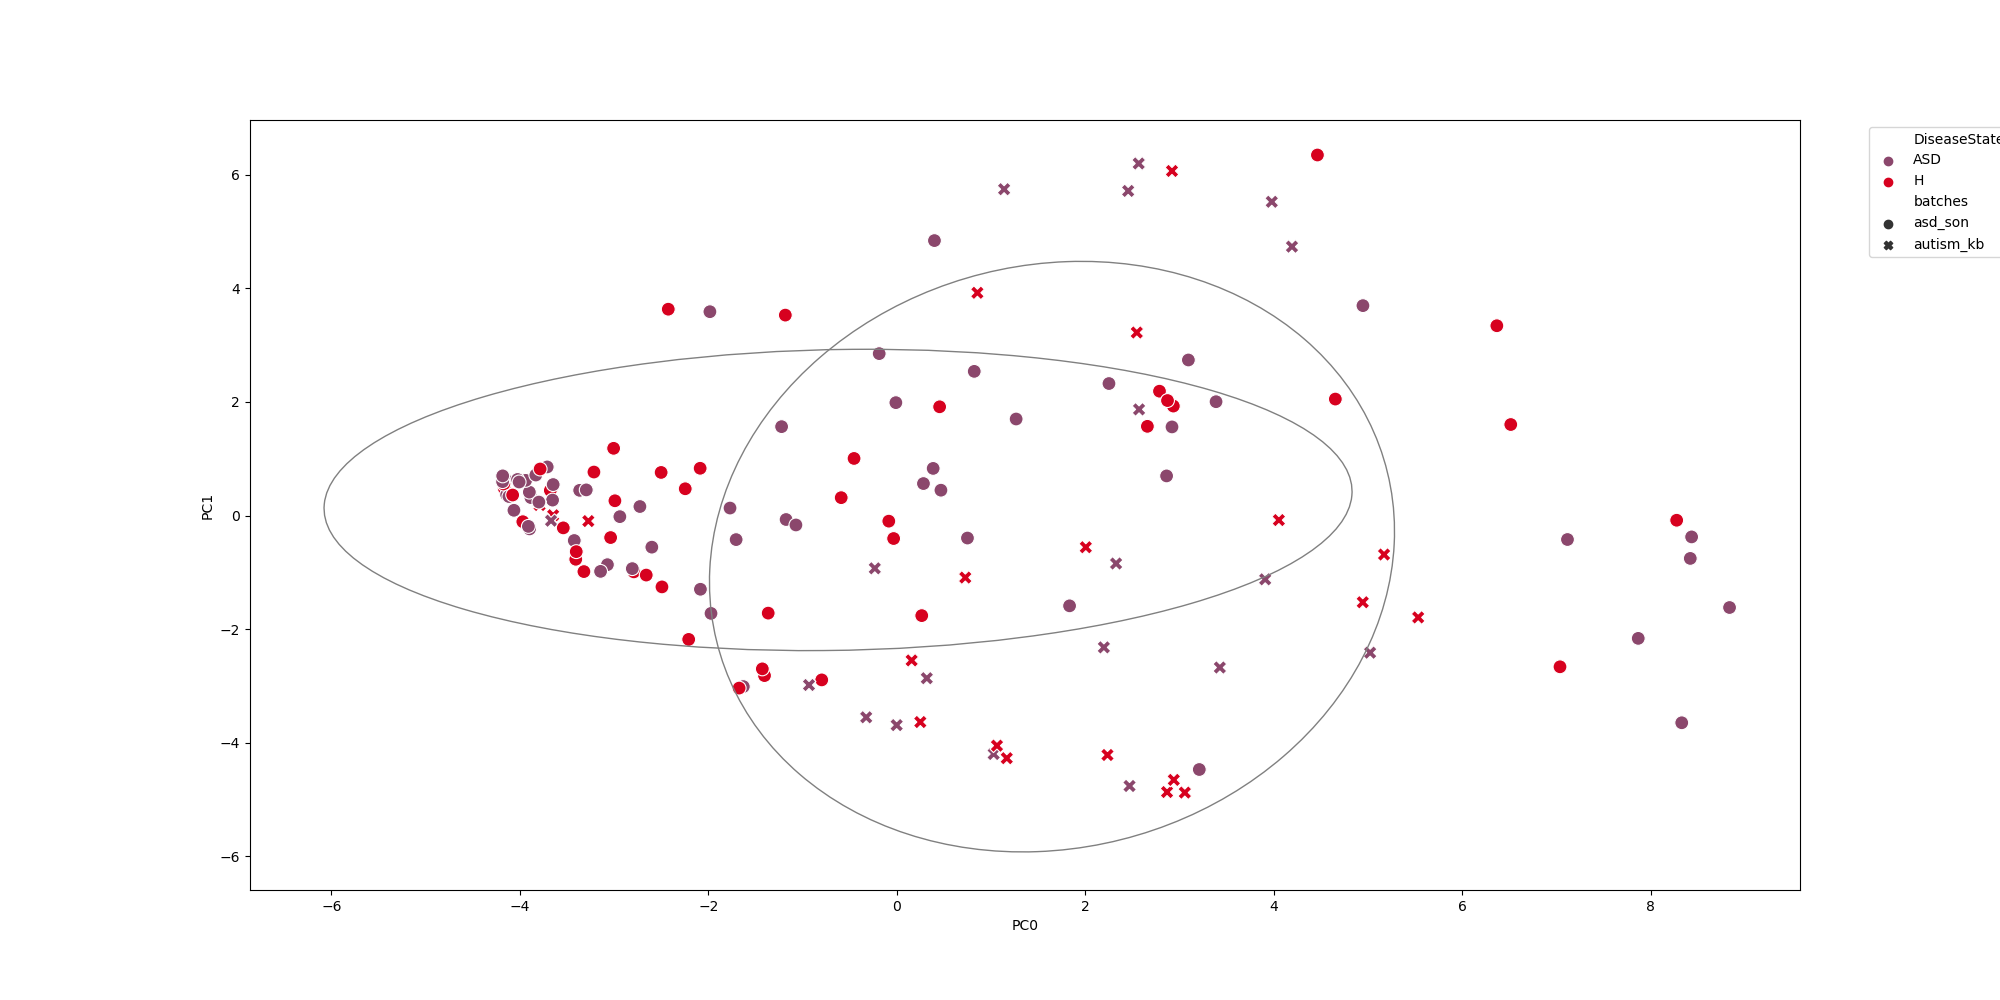 DiseaseState
ASD
H
batches
asd_son
autism_kb
PC1
6
4
2
0
−2
−4
−6
−6
−4
−2
0
2
4
6
8
PC0